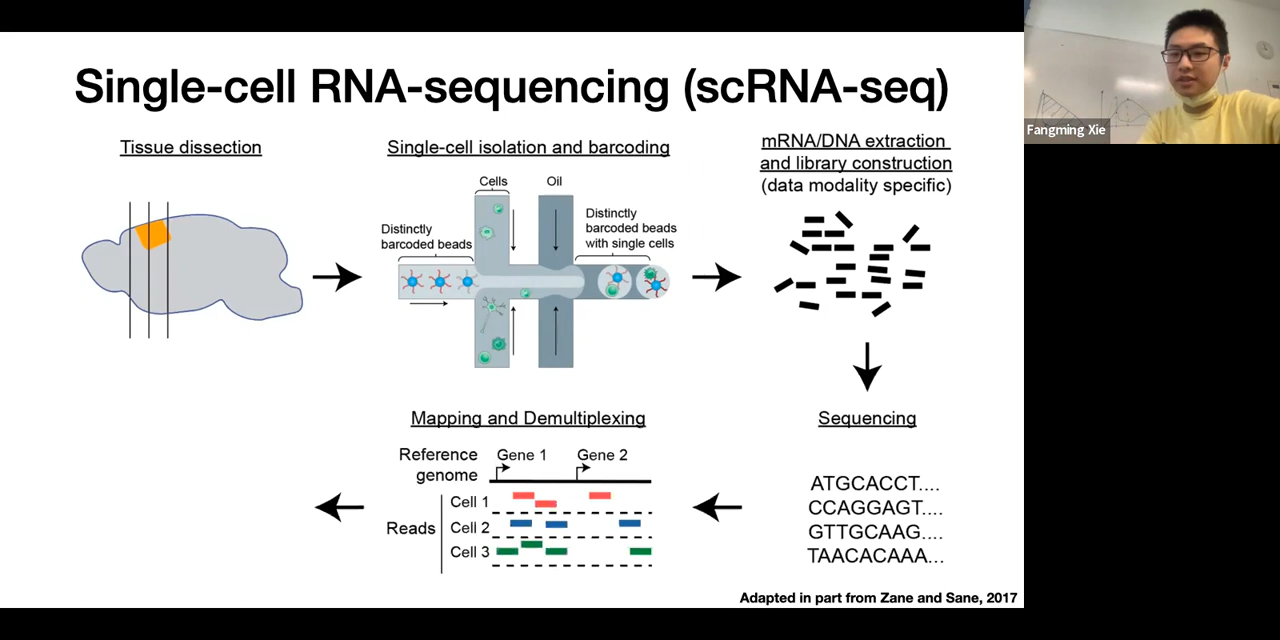 Single-cell RNA-sequencing (scRNA-seq)
Tissue dissection
Single-cell isolation and barcoding
Cells
Oil
Distinctly
barcoded beads
Distinctly
barcoded beads
with single cells
mRNA/DNA extraction
and library construction
(data modality specific)
Sequencing
ATGCACCT....
CCAGGAGT....
GTTGCAAG....
TAACACAAA...
Mapping and Demultiplexing
Reference
genome
Gene 1
Gene 2
Reads
Cell 1
Cell 2
Cell 3
Adapted in part from Zane and Sane, 2017
Fangming Xie